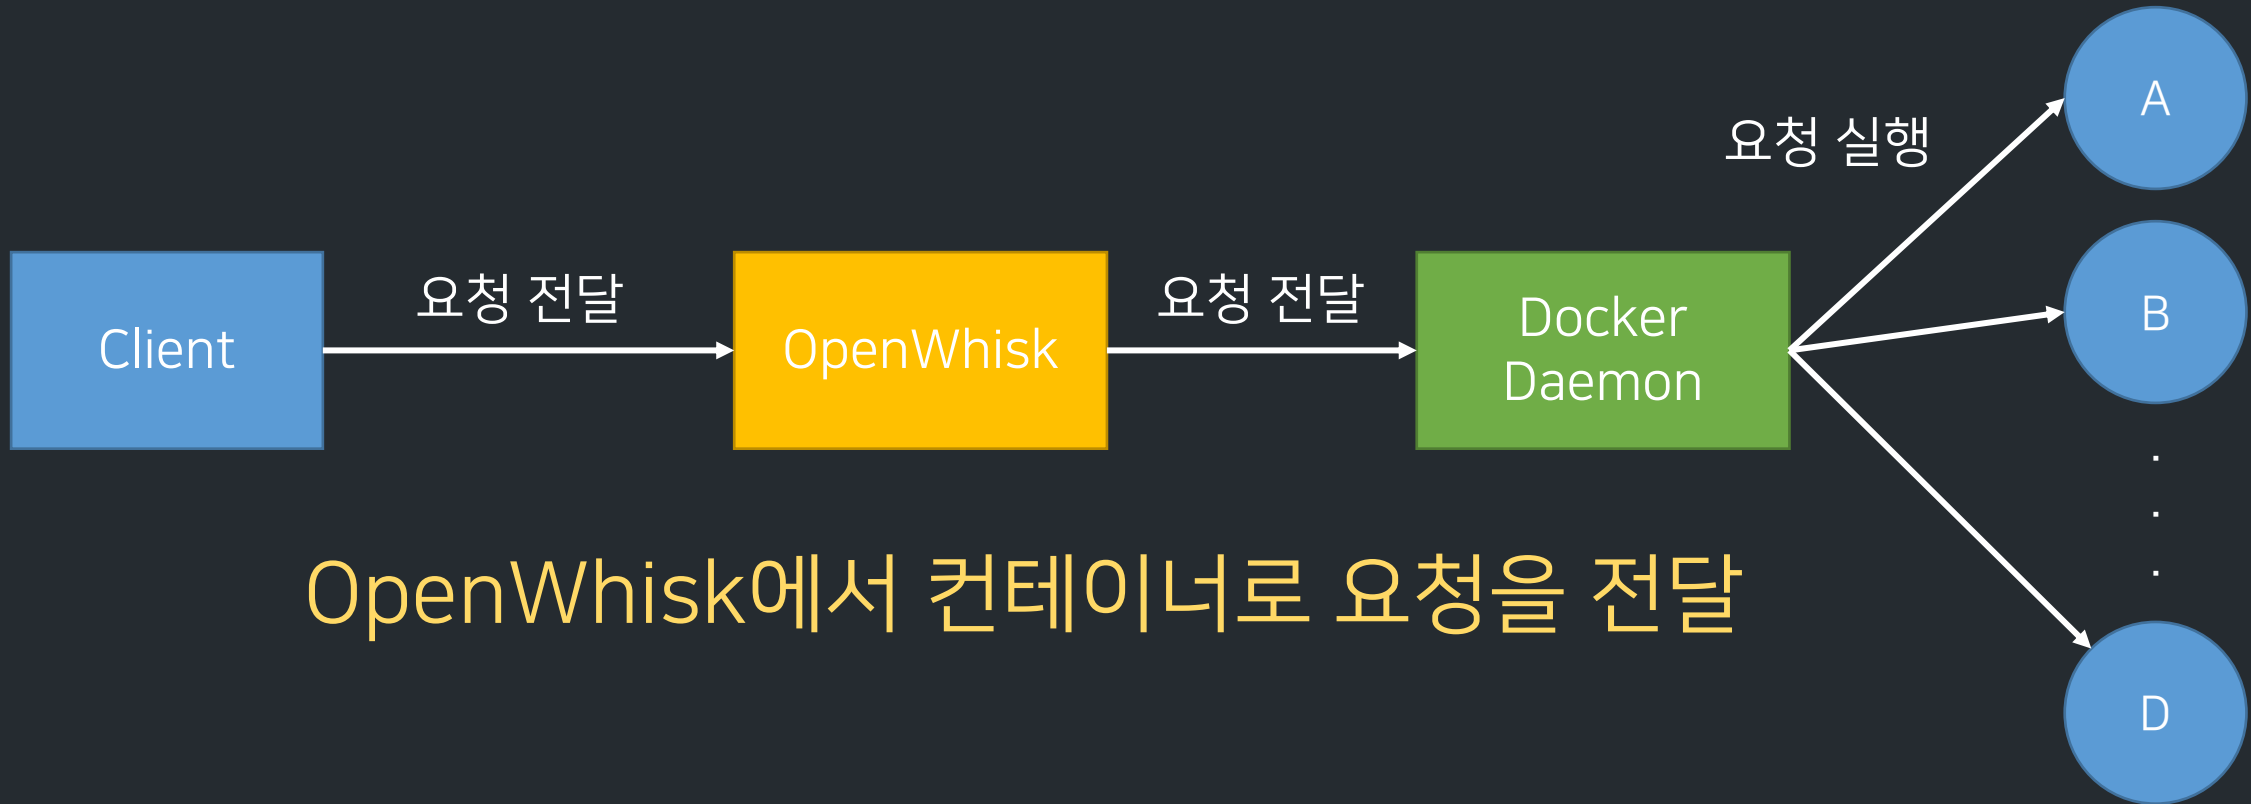 Client
요청 전달
OpenWhisk
요청 전달
Docker
Daemon
요청 실행
A
B
.
.
.
D
OpenWhisk에서 컨테이너로 요청을 전달